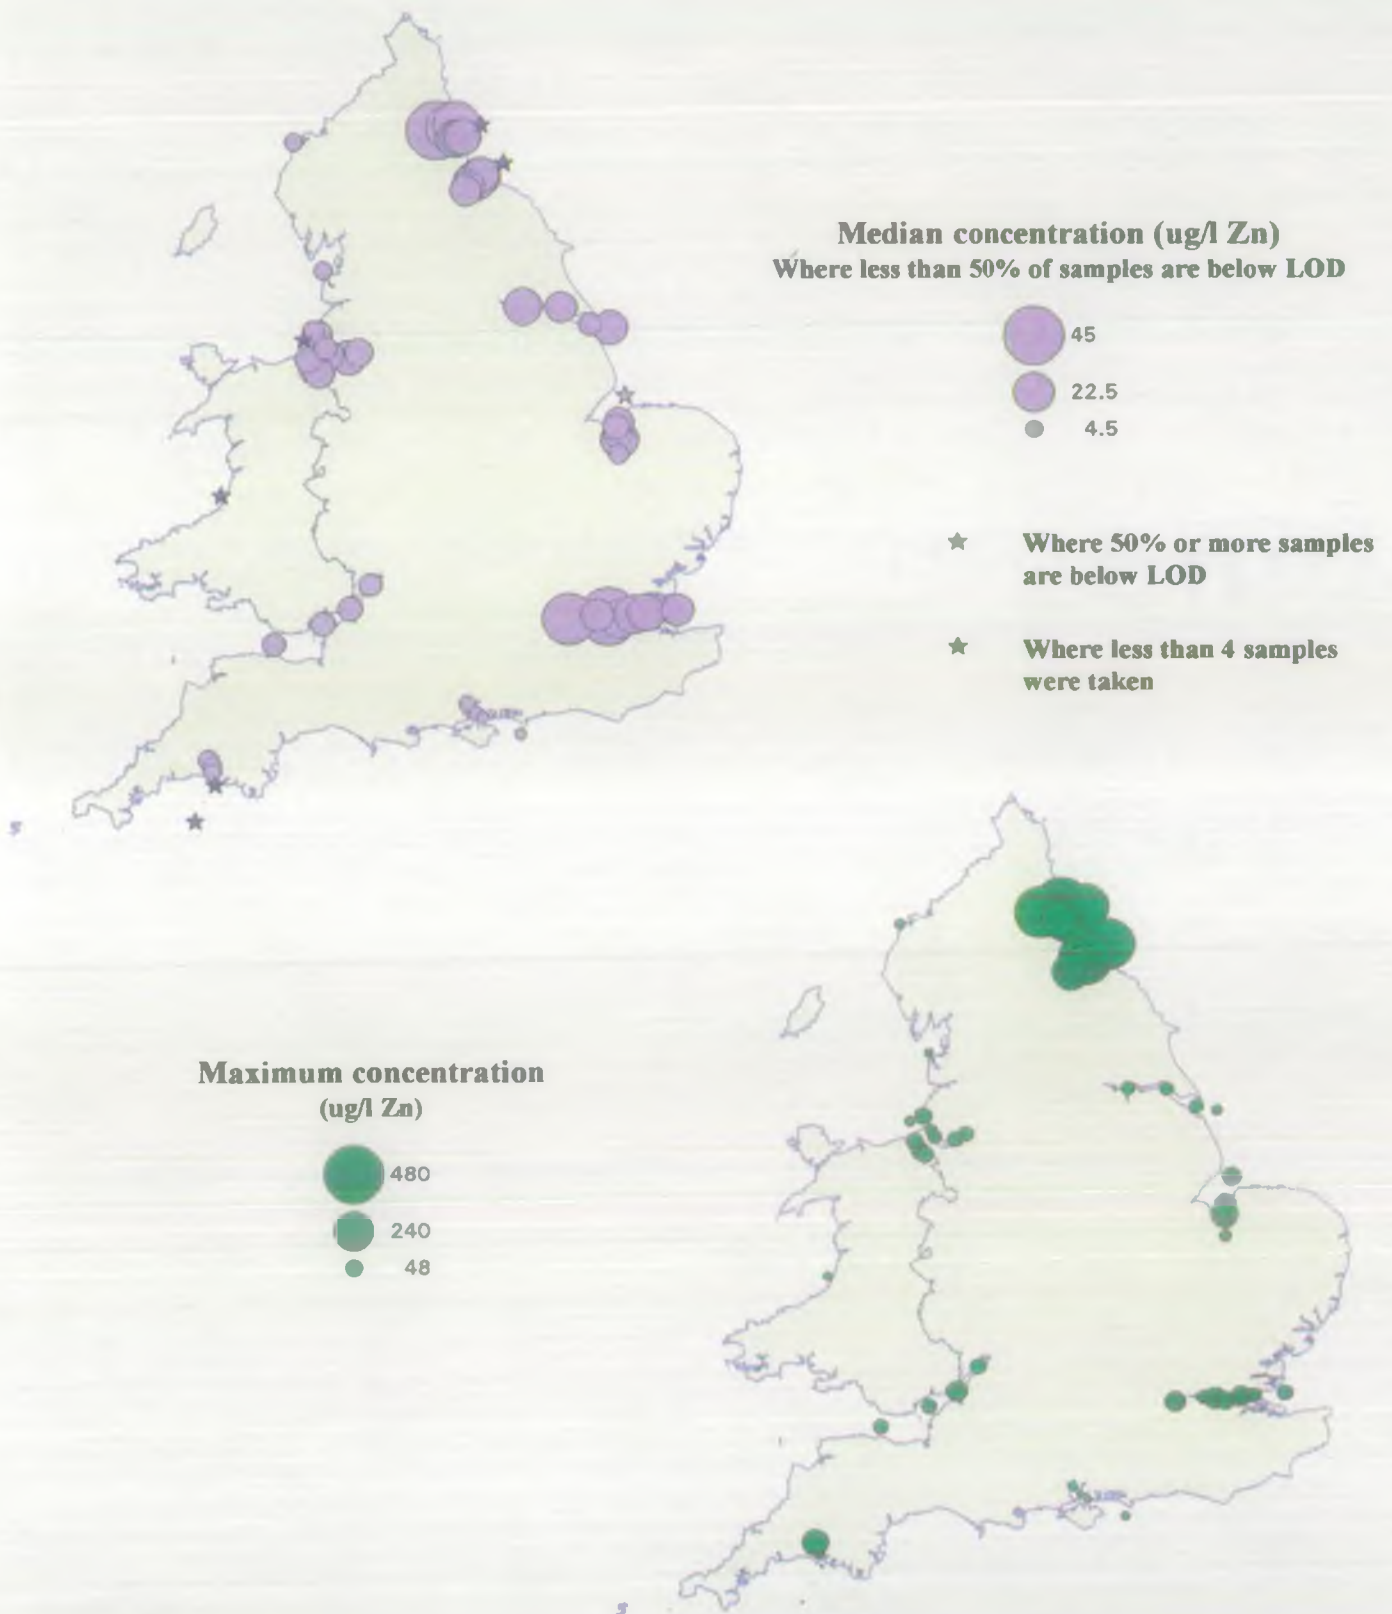 Median concentration (ug/l Zn)
Where less than 50% of samples are below LOD
45
22.5
4.5
Where 50% or more samples
are below LOD
Where less than 4 samples
were taken
Maximum concentration
(ug/l Zn)
480
240
48